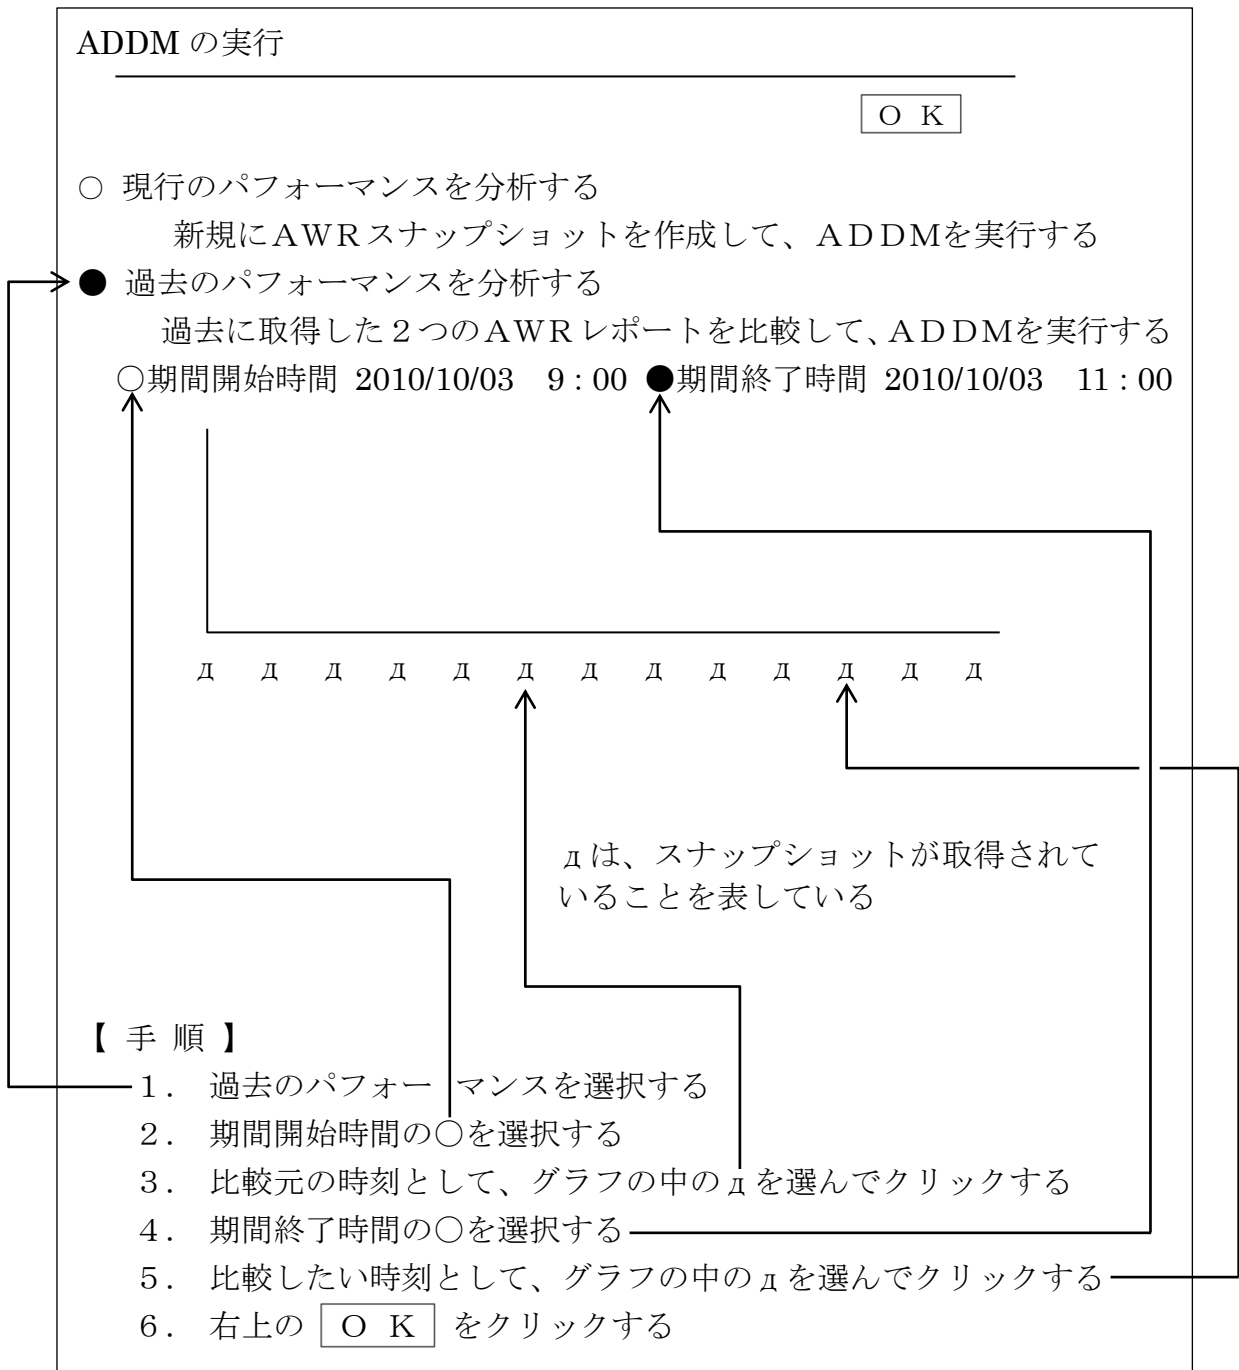 ADDM の実行
ＯＫ
○ 現行のパフォーマンスを分析する
新規にＡＷＲスナップショットを作成して、ＡＤＤＭを実行する
● 過去のパフォーマンスを分析する
過去に取得した２つのＡＷＲレポートを比較して、ＡＤＤＭを実行する
○期間開始時間 2010/10/03 9：00 ●期間終了時間 2010/10/03 11：00
д д д д д д д д д д д д д
дは、スナップショットが取得されて
いることを表している
【 手 順 】
１． 過去のパフォーマンスを選択する
２． 期間開始時間の○を選択する
３． 比較元の時刻として、グラフの中のдを選んでクリックする
４． 期間終了時間の○を選択する
５． 比較したい時刻として、グラフの中のдを選んでクリックする
６． 右上の ＯＫ をクリックする